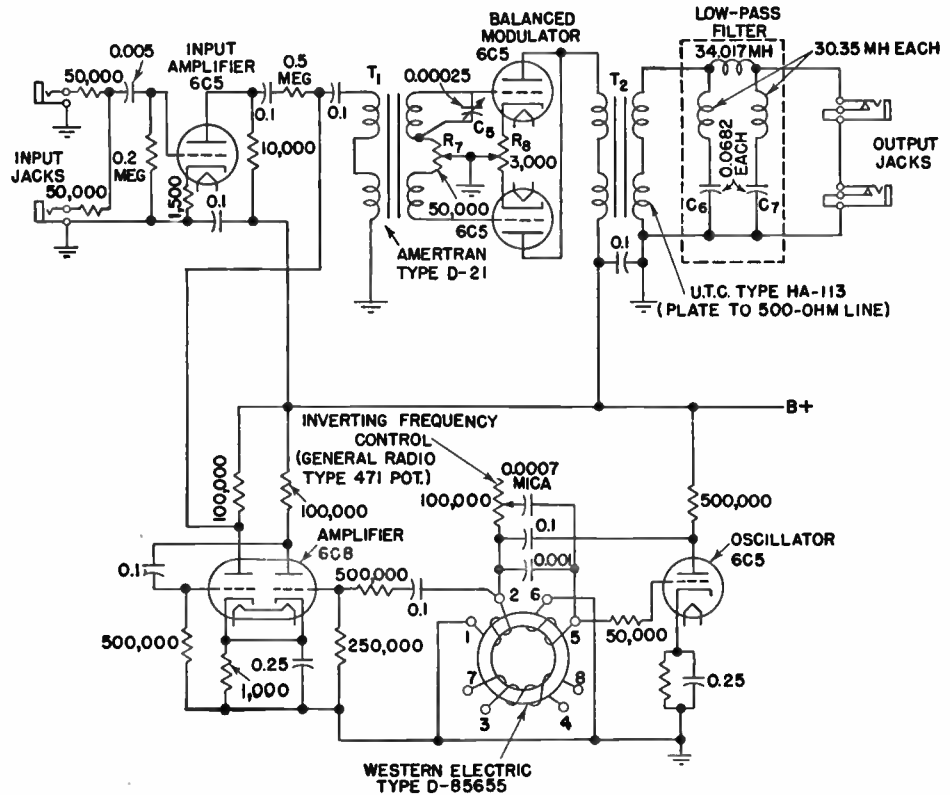 BALANCED
MODULATOR
6C5
LOW-PASS
FILTER
34.017MH
30.35 MH EACH
0.005
INPUT
AMPLIFIER
6C5
0.5
MEG
T1
0.00025
T2
50,000
0.1
0.1
C5
R7
R8
3,000
0.0682
EACH
OUTPUT
JACKS
INPUT
JACKS
0.2
MEG
10,000
50,000
1,500
0.1
50,000
6C5
C6
C7
0.1
AMERTRAN
TYPE D-21
U.T.C. TYPE HA-113
(PLATE TO 500-OHM LINE)
B+
INVERTING FREQUENCY
CONTROL
(GENERAL RADIO
TYPE 471 POT.)
0.0007
MICA
100,000
100,000
100,000
500,000
0.1
AMPLIFIER
6C8
OSCILLATOR
6C5
0.001
0.1
500,000
0.1
2
6
1
5
50,000
500,000
250,000
0.25
1,000
7
8
3
4
0.25
WESTERN ELECTRIC
TYPE D-85655